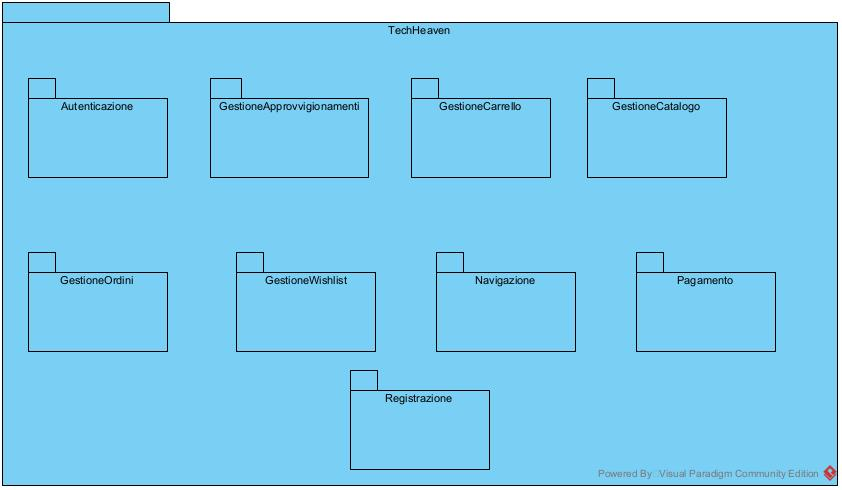 TechHeaven
Autenticazione
GestioneApprovvigionamenti
GestioneCarrello
GestioneCatalogo
GestioneOrdini
GestioneWishlist
Navigazione
Pagamento
Registrazione
Powered By Visual Paradigm Community Edition